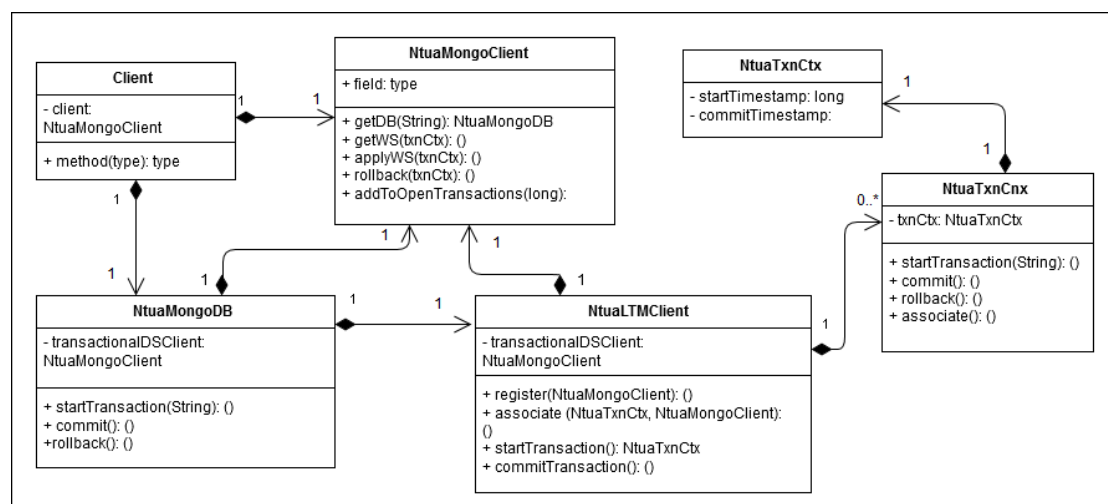 Client
- client:
NtuaMongoClient
+ method(type): type
1
1
NtuaMongoClient
+ field: type
+ getDB(String): NtuaMongoDB
+ getWS(txnCtx): ()
+ applyWS(txnCtx): ()
+ rollback(txnCtx): ()
+ addToOpenTransactions(long):
NtuaTxnCtx
- startTimestamp: long
- commitTimestamp:
1
1
NtuaTxnCnx
- txnCtx: NtuaTxnCtx
+ startTransaction(String): ()
+ commit(): ()
+ rollback(): ()
+ associate(): ()
0..*
1
1
1
1
1
1
1
NtuaMongoDB
- transactionalDSClient:
NtuaMongoClient
+ startTransaction(String): ()
+ commit(): ()
+rollback(): ()
1
1
NtuaLTMClient
- transactionalDSClient:
NtuaMongoClient
+ register(NtuaMongoClient): ()
+ associate (NtuaTxnCtx, NtuaMongoClient):
()
+ startTransaction(): NtuaTxnCtx
+ commitTransaction(): ()
1